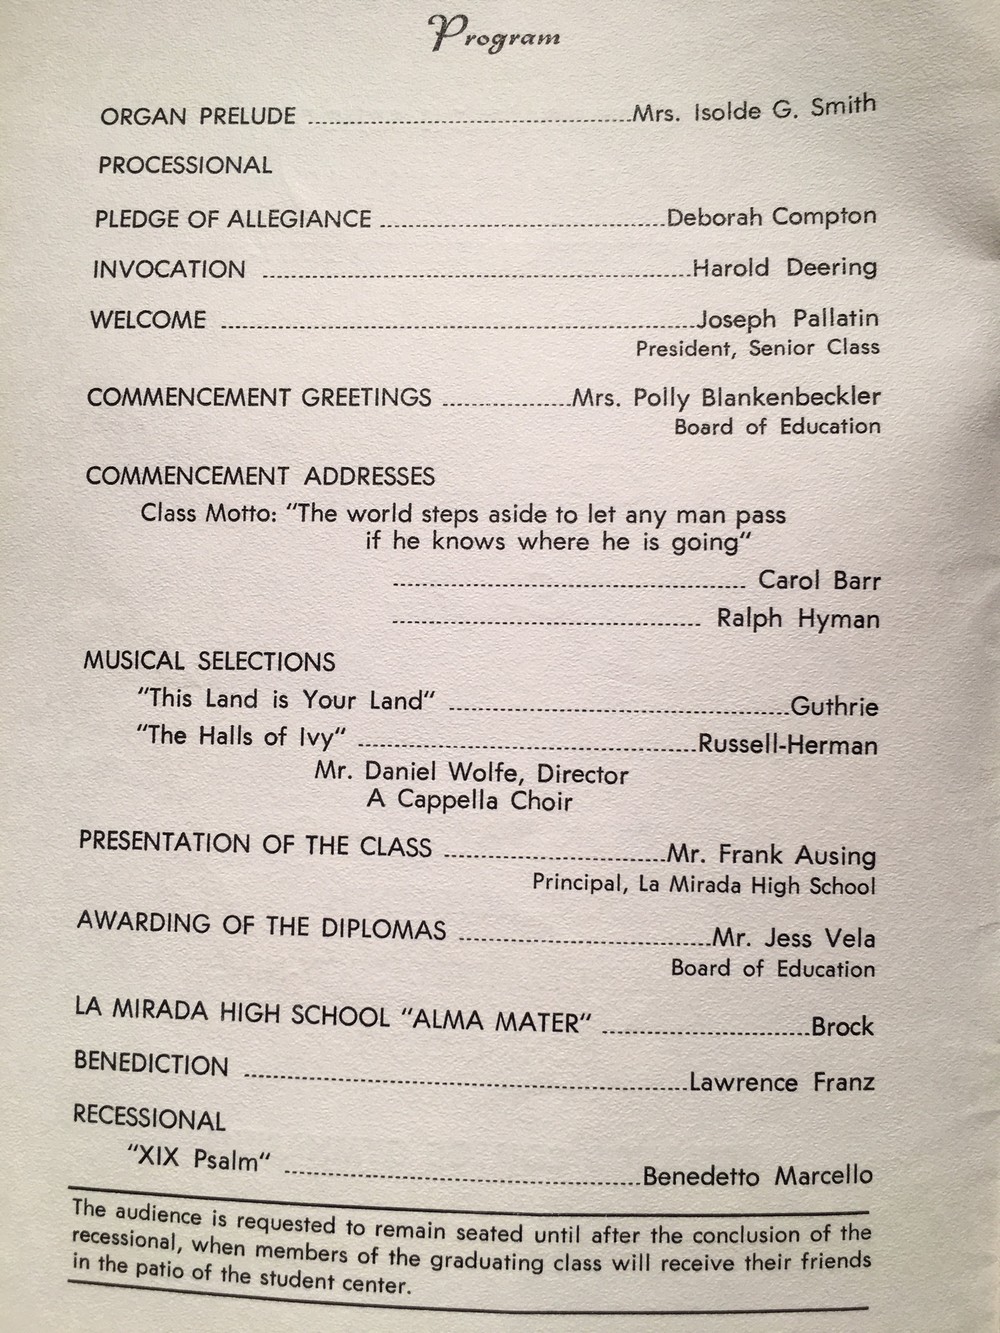 Program
ORGAN PRELUDE ........ Mrs. Isolde G. Smith
PROCESSIONAL
PLEDGE OF ALLEGIANCE ........ Deborah Compton
INVOCATION ........ Harold Deering
WELCOME ........ Joseph Pallatin
President, Senior Class
COMMENCEMENT GREETINGS ........ Mrs. Polly Blankenbeckler
Board of Education
COMMENCEMENT ADDRESSES
Class Motto: "The world steps aside to let any man pass
if he knows where he is going"
........ Carol Barr
........ Ralph Hyman
MUSICAL SELECTIONS
"This Land is Your Land" ........ Guthrie
"The Halls of Ivy" ........ Russell-Herman
Mr. Daniel Wolfe, Director
A Cappella Choir
PRESENTATION OF THE CLASS ........ Mr. Frank Ausing
Principal, La Mirada High School
AWARDING OF THE DIPLOMAS ........ Mr. Jess Vela
Board of Education
LA MIRADA HIGH SCHOOL "ALMA MATER" ........ Brock
BENEDICTION ........ Lawrence Franz
RECESSIONAL
"XIX Psalm" ........ Benedetto Marcello
The audience is requested to remain seated until after the conclusion of the
recessional, when members of the graduating class will receive their friends
in the patio of the student center.